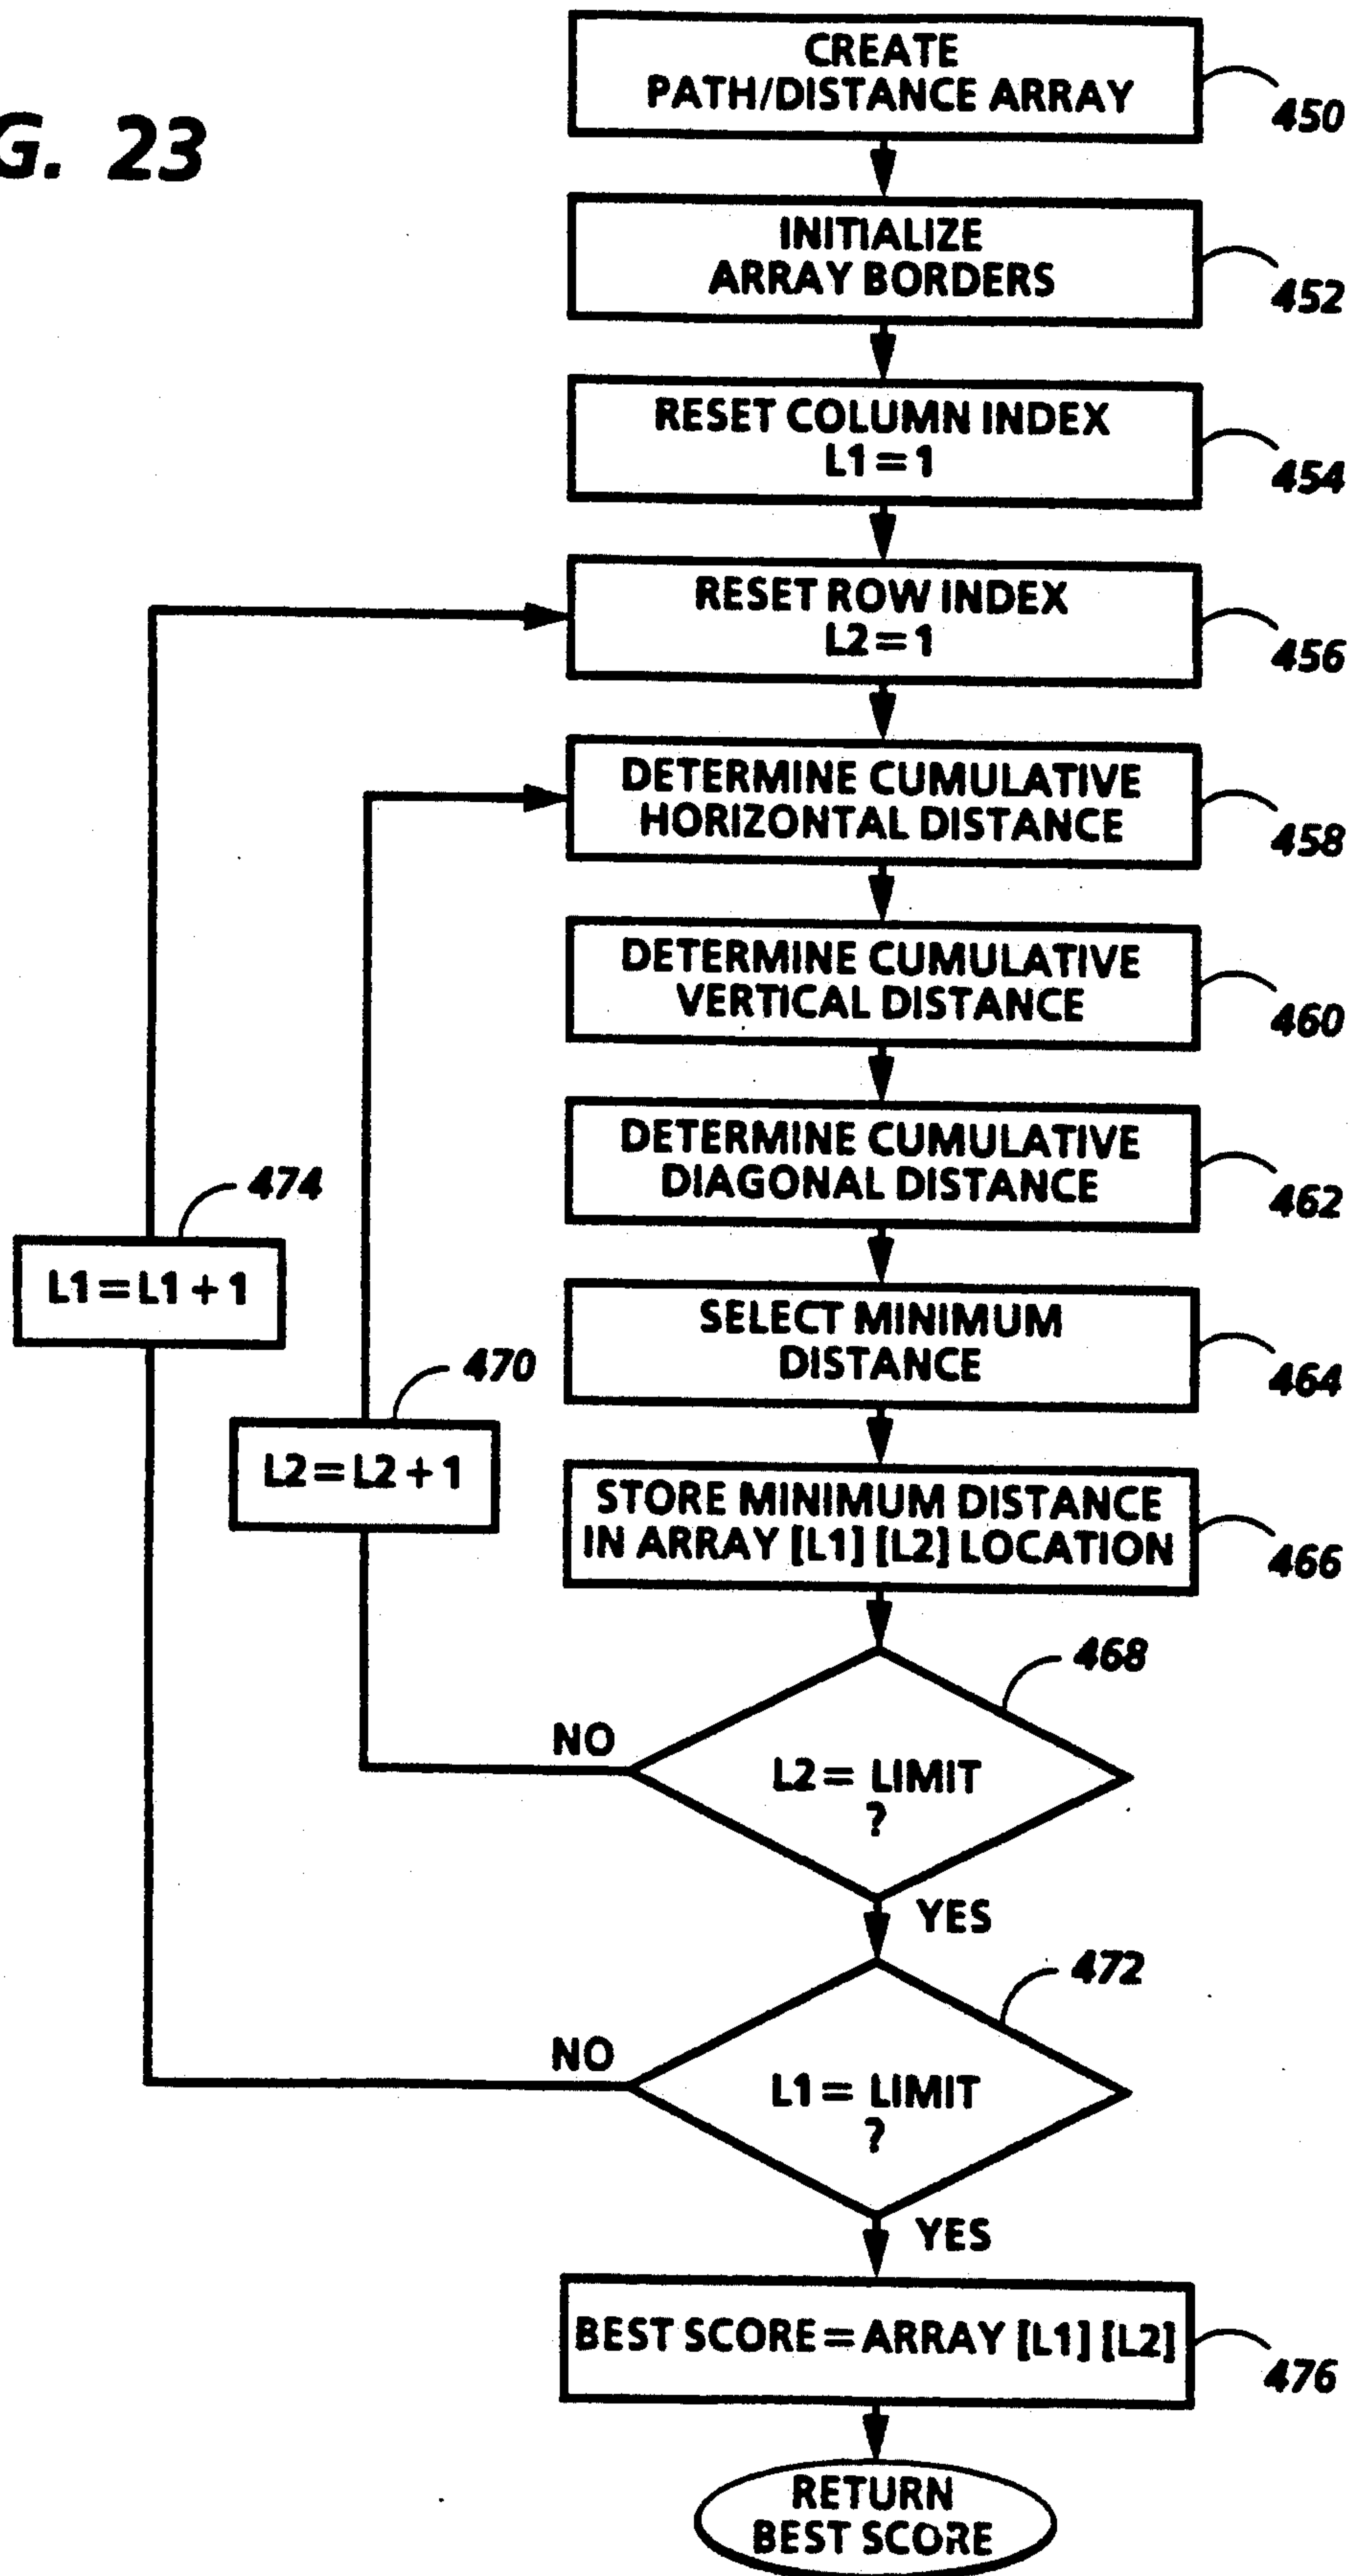 G. 23
CREATE
PATH/DISTANCE ARRAY
450
INITIALIZE
ARRAY BORDERS
452
RESET COLUMN INDEX
L1=1
454
RESET ROW INDEX
L2=1
456
DETERMINE CUMULATIVE
HORIZONTAL DISTANCE
458
DETERMINE CUMULATIVE
VERTICAL DISTANCE
460
DETERMINE CUMULATIVE
DIAGONAL DISTANCE
462
474
L1=L1+1
SELECT MINIMUM
DISTANCE
464
470
L2=L2+1
STORE MINIMUM DISTANCE
IN ARRAY [L1] [L2] LOCATION
466
468
NO
L2= LIMIT
?
YES
472
NO
L1= LIMIT
?
YES
BEST SCORE=ARRAY [L1] [L2]
476
RETURN
BEST SCORE